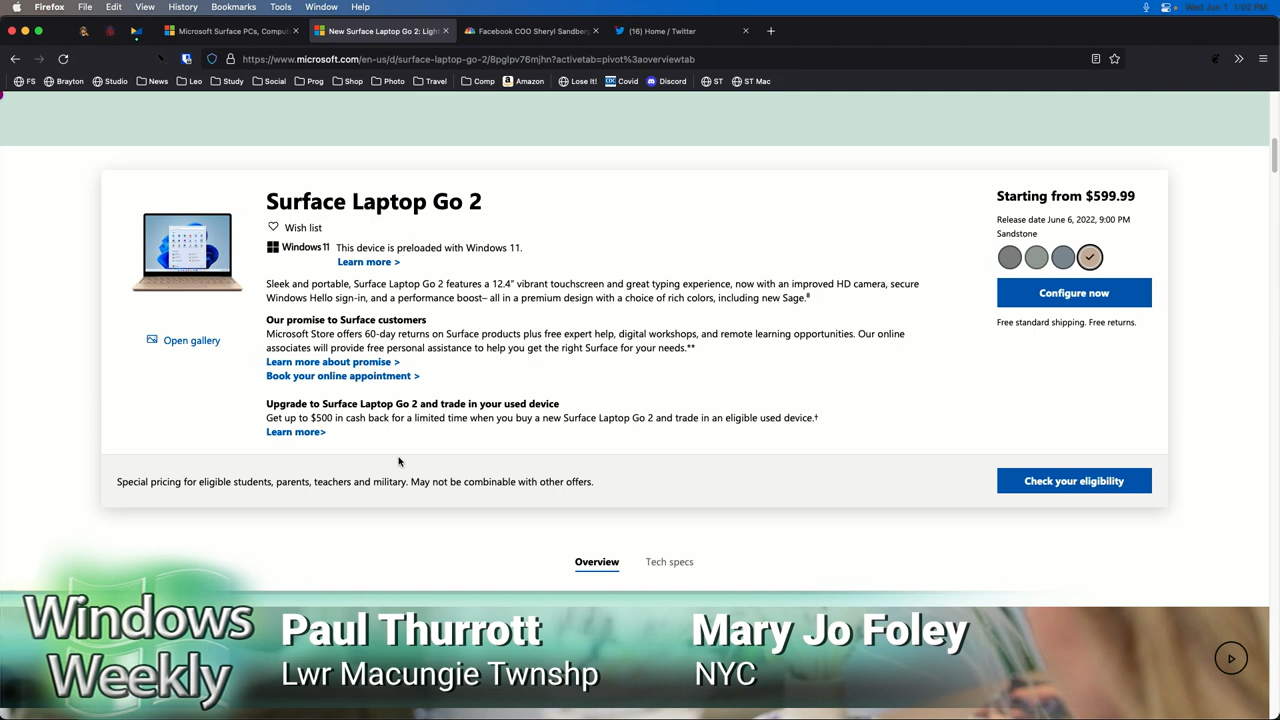 Firefox File Edit View History Bookmarks Tools Window Help
Wed Jun 1 1:02 PM
Microsoft Surface PCs, Comput
New Surface Laptop Go 2: Ligh
Facebook COO Sheryl Sandber
(16) Home / Twitter
https://www.microsoft.com/en-us/d/surface-laptop-go-2/8pglpv76mjhn?activetab=pivot%3aoverviewtab
FS Brayton Studio News Leo Study Social Prog Shop Photo Travel Comp Amazon Lose It! Covid Discord ST ST Mac
Surface Laptop Go 2
Wish list
Windows 11 This device is preloaded with Windows 11.
Learn more >
Sleek and portable, Surface Laptop Go 2 features a 12.4” vibrant touchscreen and great typing experience, now with an improved HD camera, secure
Windows Hello sign-in, and a performance boost– all in a premium design with a choice of rich colors, including new Sage.⁸
Our promise to Surface customers
Microsoft Store offers 60-day returns on Surface products plus free expert help, digital workshops, and remote learning opportunities. Our online
associates will provide free personal assistance to help you get the right Surface for your needs.**
Learn more about promise >
Book your online appointment >
Upgrade to Surface Laptop Go 2 and trade in your used device
Get up to $500 in cash back for a limited time when you buy a new Surface Laptop Go 2 and trade in an eligible used device.†
Learn more>
Open gallery
Starting from $599.99
Release date June 6, 2022, 9:00 PM
Sandstone
Configure now
Free standard shipping. Free returns.
Special pricing for eligible students, parents, teachers and military. May not be combinable with other offers.
Check your eligibility
Overview Tech specs
Windows
Weekly
Paul Thurrott
Lwr Macungie Twnshp
Mary Jo Foley
NYC